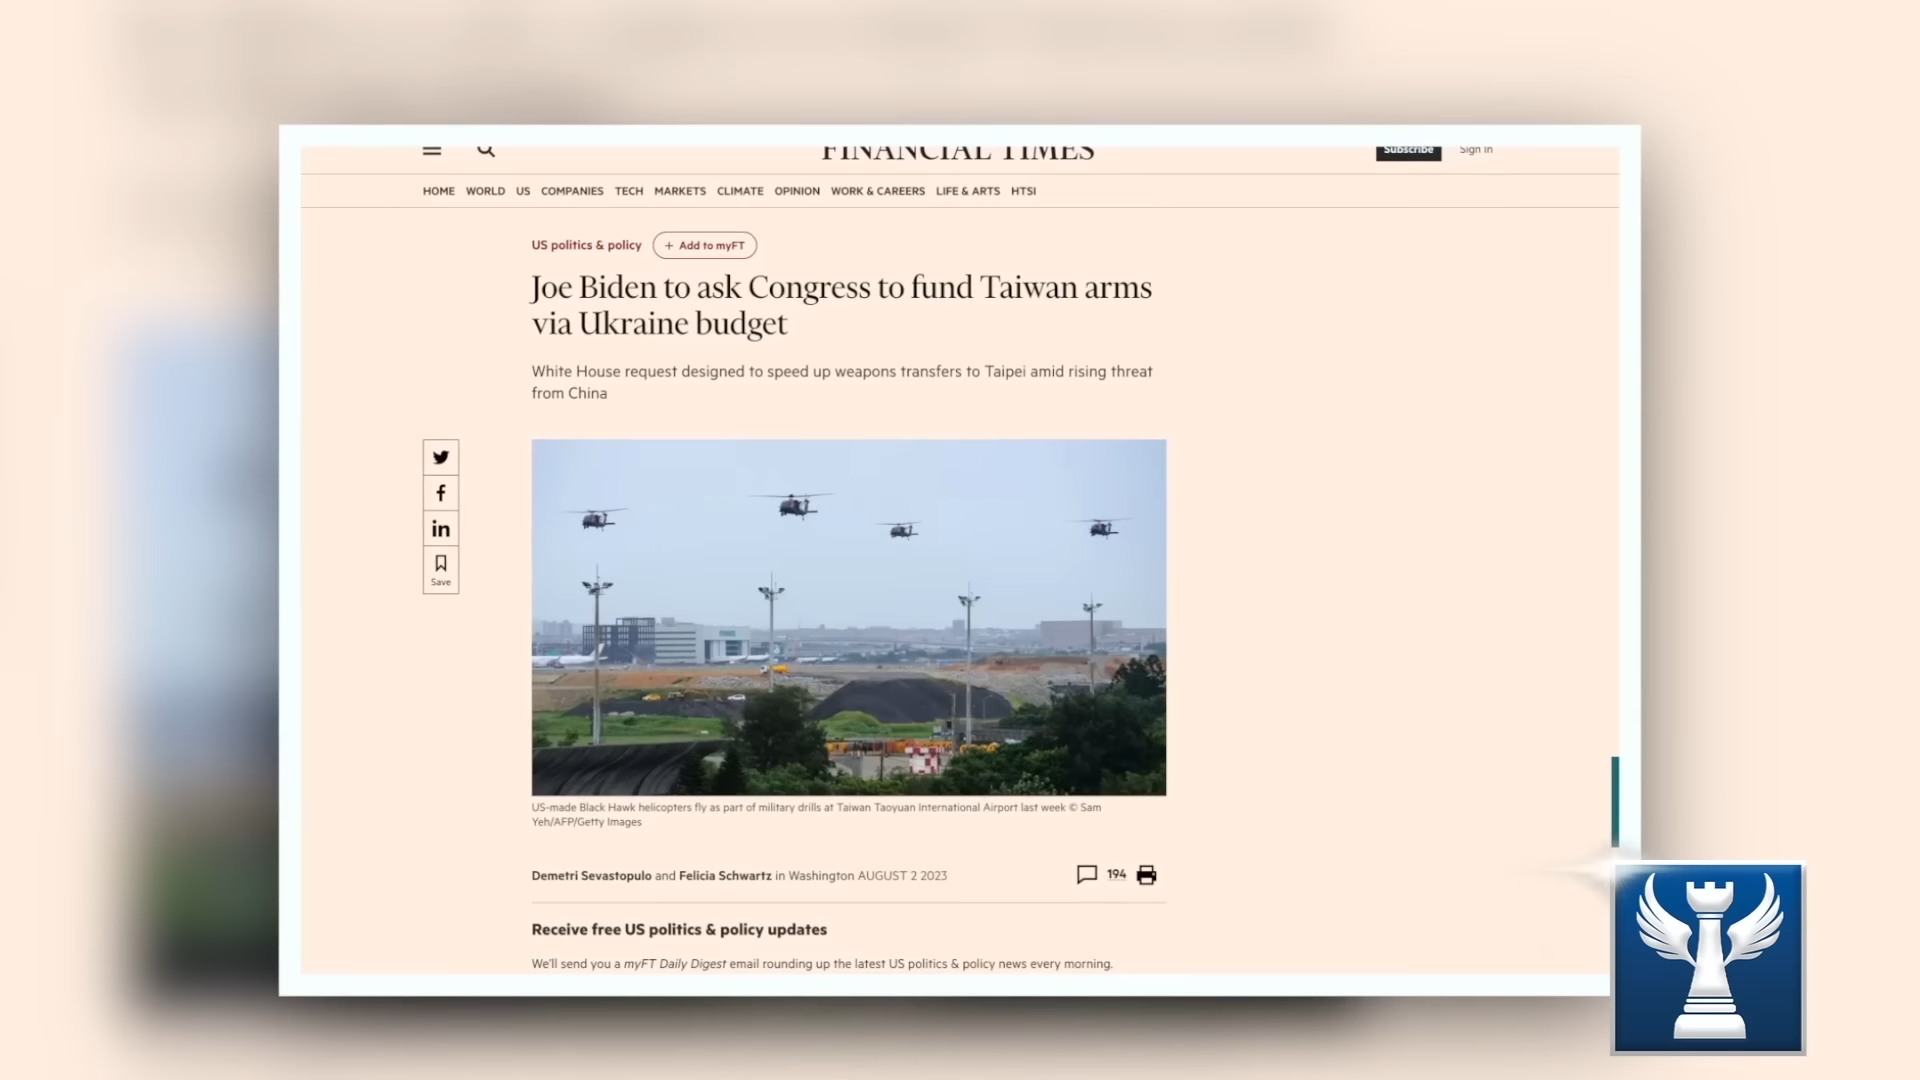 FINANCIAL TIMES
Subscribe
Sign In
HOME WORLD US COMPANIES TECH MARKETS CLIMATE OPINION WORK & CAREERS LIFE & ARTS HTSI
US politics & policy
+ Add to myFT
Joe Biden to ask Congress to fund Taiwan arms
via Ukraine budget
White House request designed to speed up weapons transfers to Taipei amid rising threat
from China
Save
US-made Black Hawk helicopters fly as part of military drills at Taiwan Taoyuan International Airport last week © Sam
Yeh/AFP/Getty Images
Demetri Sevastopulo and Felicia Schwartz in Washington AUGUST 2 2023
194
Receive free US politics & policy updates
We'll send you a myFT Daily Digest email rounding up the latest US politics & policy news every morning.